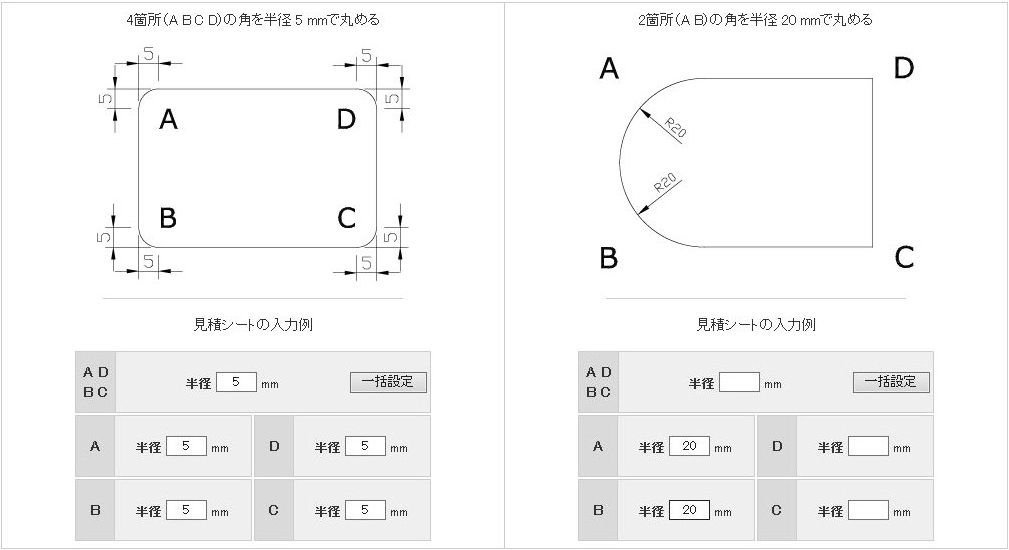 4箇所（A B C D）の角を半径 5 mmで丸める
5
5
5
5
A
D
B
C
5
5
5
5
見積シートの入力例
A D
B C
半径 5 mm
一括設定
A 半径 5 mm D 半径 5 mm
B 半径 5 mm C 半径 5 mm
2箇所（A B）の角を半径 20 mmで丸める
A
D
R20
R20
B
C
見積シートの入力例
A D
B C
半径 mm
一括設定
A 半径 20 mm D 半径 mm
B 半径 20 mm C 半径 mm